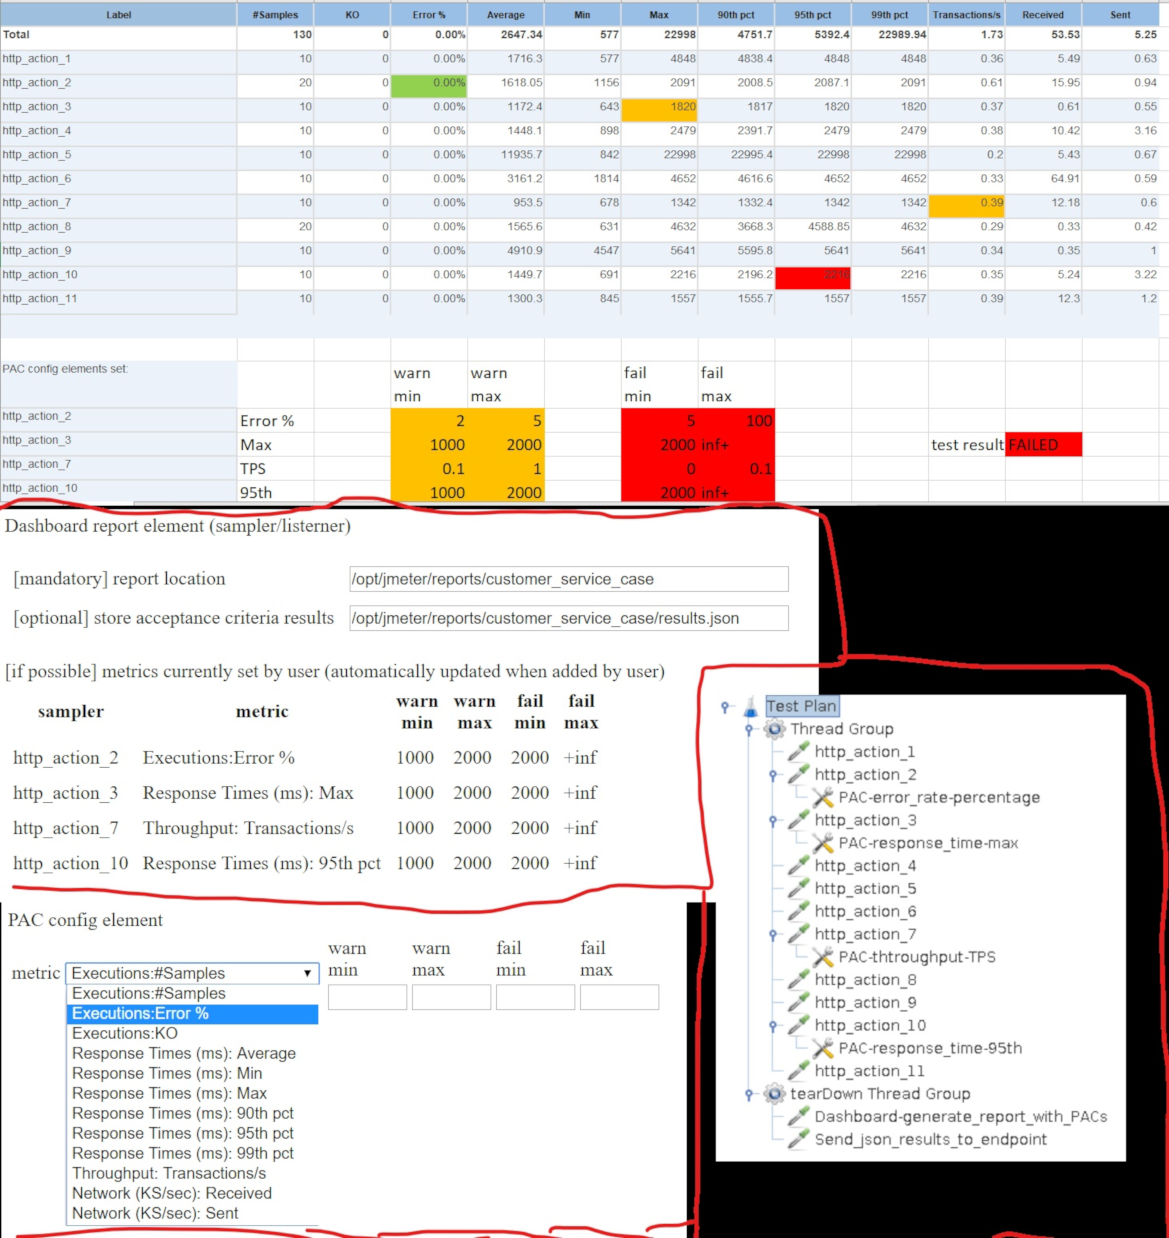 Label #Samples KO Error % Average Min Max 90th pct 95th pct 99th pct Transactions/s Received Sent
Total 130 0 0.00% 2647.34 577 22998 4751.7 5392.4 22989.94 1.73 53.53 5.25
http_action_1 10 0 0.00% 1716.3 577 4848 4838.4 4848 4848 0.36 5.49 0.63
http_action_2 20 0 0.00% 1618.05 1156 2091 2008.5 2087.1 2091 0.61 15.95 0.94
http_action_3 10 0 0.00% 1172.4 643 1820 1817 1820 1820 0.37 0.61 0.55
http_action_4 10 0 0.00% 1448.1 898 2479 2391.7 2479 2479 0.38 10.42 3.16
http_action_5 10 0 0.00% 11935.7 842 22998 22995.4 22998 22998 0.2 5.43 0.67
http_action_6 10 0 0.00% 3161.2 1814 4652 4616.6 4652 4652 0.33 64.91 0.59
http_action_7 10 0 0.00% 953.5 678 1342 1332.4 1342 1342 0.39 12.18 0.6
http_action_8 20 0 0.00% 1565.6 631 4632 3668.3 4588.85 4632 0.29 0.33 0.42
http_action_9 10 0 0.00% 4910.9 4547 5641 5595.8 5641 5641 0.34 0.35 1
http_action_10 10 0 0.00% 1449.7 691 2216 2196.2 2216 2216 0.35 5.24 3.22
http_action_11 10 0 0.00% 1300.3 845 1557 1555.7 1557 1557 0.39 12.3 1.2
PAC config elements set:
warn warn fail fail
min max min max
http_action_2 Error % 2 5 5 100
http_action_3 Max 1000 2000 2000 inf+ test result FAILED
http_action_7 TPS 0.1 1 0 0.1
http_action_10 95th 1000 2000 2000 inf+
Dashboard report element (sampler/listerner)
[mandatory] report location /opt/jmeter/reports/customer_service_case
[optional] store acceptance criteria results /opt/jmeter/reports/customer_service_case/results.json
[if possible] metrics currently set by user (automatically updated when added by user)
warn warn fail fail
sampler metric
min max min max
http_action_2 Executions:Error % 1000 2000 2000 +inf
http_action_3 Response Times (ms): Max 1000 2000 2000 +inf
http_action_7 Throughput: Transactions/s 1000 2000 2000 +inf
http_action_10 Response Times (ms): 95th pct 1000 2000 2000 +inf
PAC config element
warn warn fail fail
metric Executions:#Samples min max min max
Executions:#Samples
Executions:Error %
Executions:KO
Response Times (ms): Average
Response Times (ms): Min
Response Times (ms): Max
Response Times (ms): 90th pct
Response Times (ms): 95th pct
Response Times (ms): 99th pct
Throughput: Transactions/s
Network (KS/sec): Received
Network (KS/sec): Sent
Test Plan
Thread Group
http_action_1
http_action_2
PAC-error_rate-percentage
http_action_3
PAC-response_time-max
http_action_4
http_action_5
http_action_6
http_action_7
PAC-thtroughput-TPS
http_action_8
http_action_9
http_action_10
PAC-response_time-95th
http_action_11
tearDown Thread Group
Dashboard-generate_report_with_PACs
Send_json_results_to_endpoint